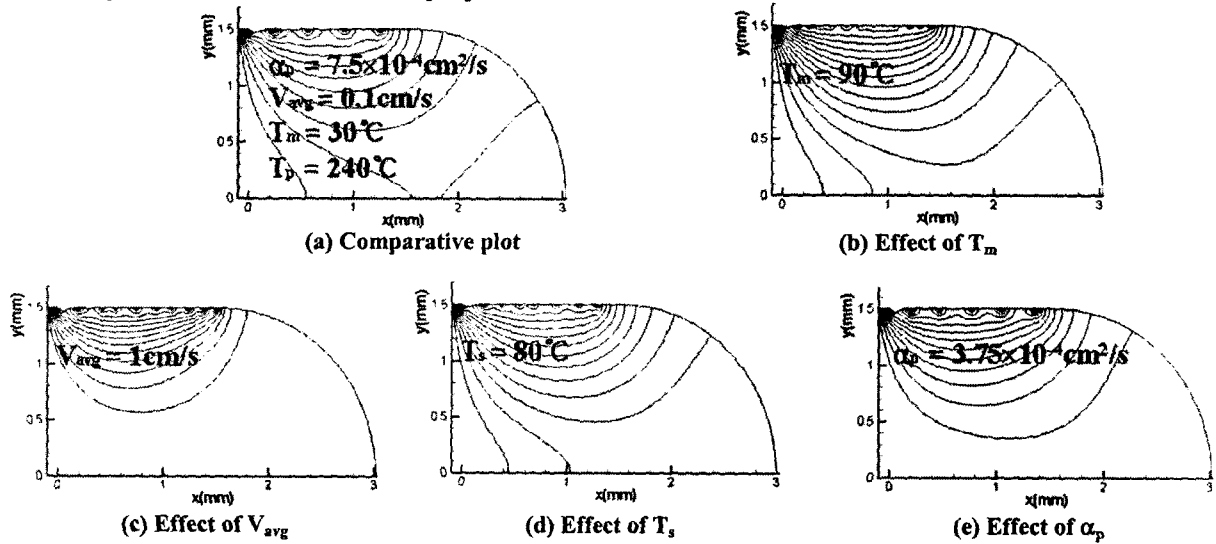 y(mm)
1.5
1
0.5
0
αp = 7.5×10⁻⁴cm²/s
Vavg = 0.1cm/s
Tm = 30℃
Tp = 240℃
0 1 2 3
x(mm)
(a) Comparative plot
y(mm)
1.5
1
0.5
0
Tm = 90℃
0 1 2 3
x(mm)
(b) Effect of Tm
y(mm)
1.5
1
0.5
0
Vavg = 1cm/s
0 1 2 3
x(mm)
(c) Effect of Vavg
y(mm)
1.5
1
0.5
0
Ts = 80℃
0 1 2 3
x(mm)
(d) Effect of Ts
y(mm)
1.5
1
0.5
0
αp = 3.75×10⁻⁴cm²/s
0 1 2 3
x(mm)
(e) Effect of αp